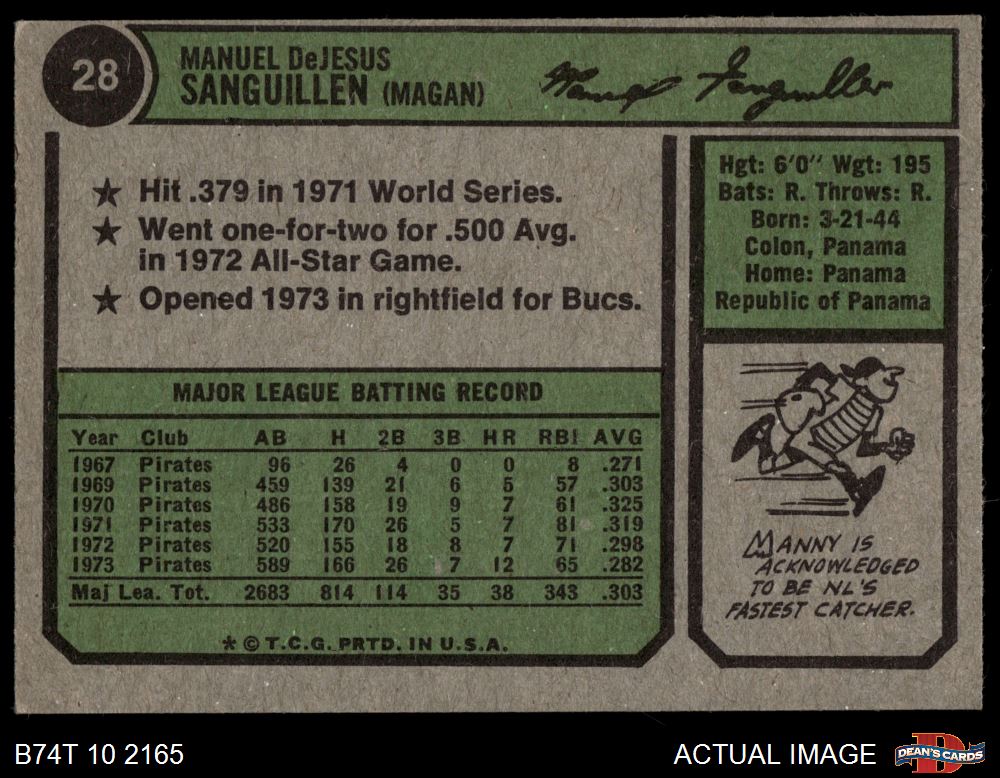 28
MANUEL DeJESUS
SANGUILLEN (MAGAN)
Manuel Sanguillen
★ Hit .379 in 1971 World Series.
★ Went one-for-two for .500 Avg.
in 1972 All-Star Game.
★ Opened 1973 in rightfield for Bucs.
Hgt: 6'0" Wgt: 195
Bats: R. Throws: R.
Born: 3-21-44
Colon, Panama
Home: Panama
Republic of Panama
MAJOR LEAGUE BATTING RECORD
Year Club AB H 2B 3B HR RBI AVG
1967 Pirates 96 26 4 0 0 8 .271
1969 Pirates 459 139 21 6 5 57 .303
1970 Pirates 486 158 19 9 7 61 .325
1971 Pirates 533 170 26 5 7 81 .319
1972 Pirates 520 155 18 8 7 71 .298
1973 Pirates 589 166 26 7 12 65 .282
Maj Lea. Tot. 2683 814 114 35 38 343 .303
* © T.C.G. PRTD. IN U.S.A.
MANNY IS
ACKNOWLEDGED
TO BE NL'S
FASTEST CATCHER.
B74T 10 2165
ACTUAL IMAGE
DEAN'S CARDS